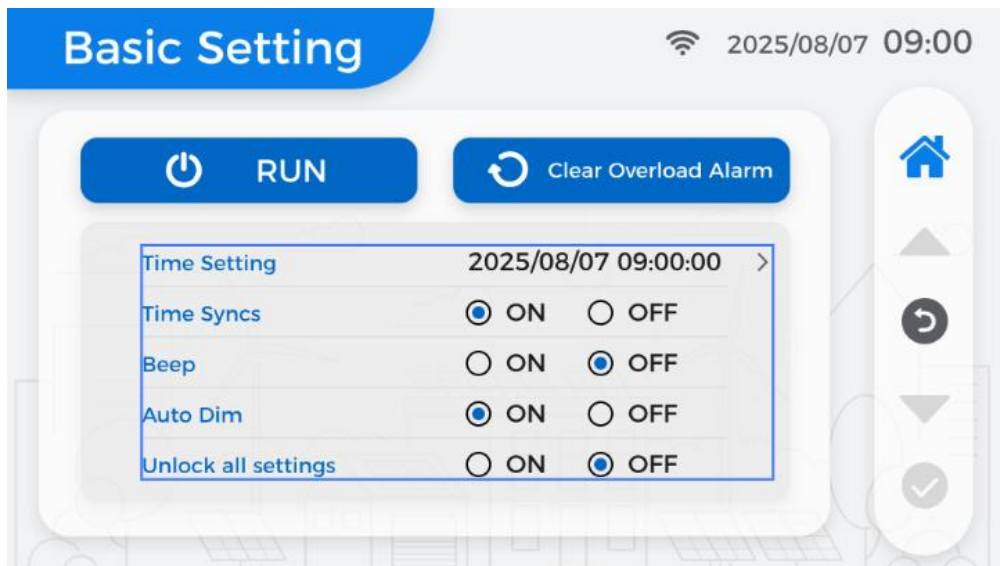 Basic Setting
2025/08/07 09:00
RUN
Clear Overload Alarm
Time Setting 2025/08/07 09:00:00 >
Time Syncs ON OFF
Beep ON OFF
Auto Dim ON OFF
Unlock all settings ON OFF